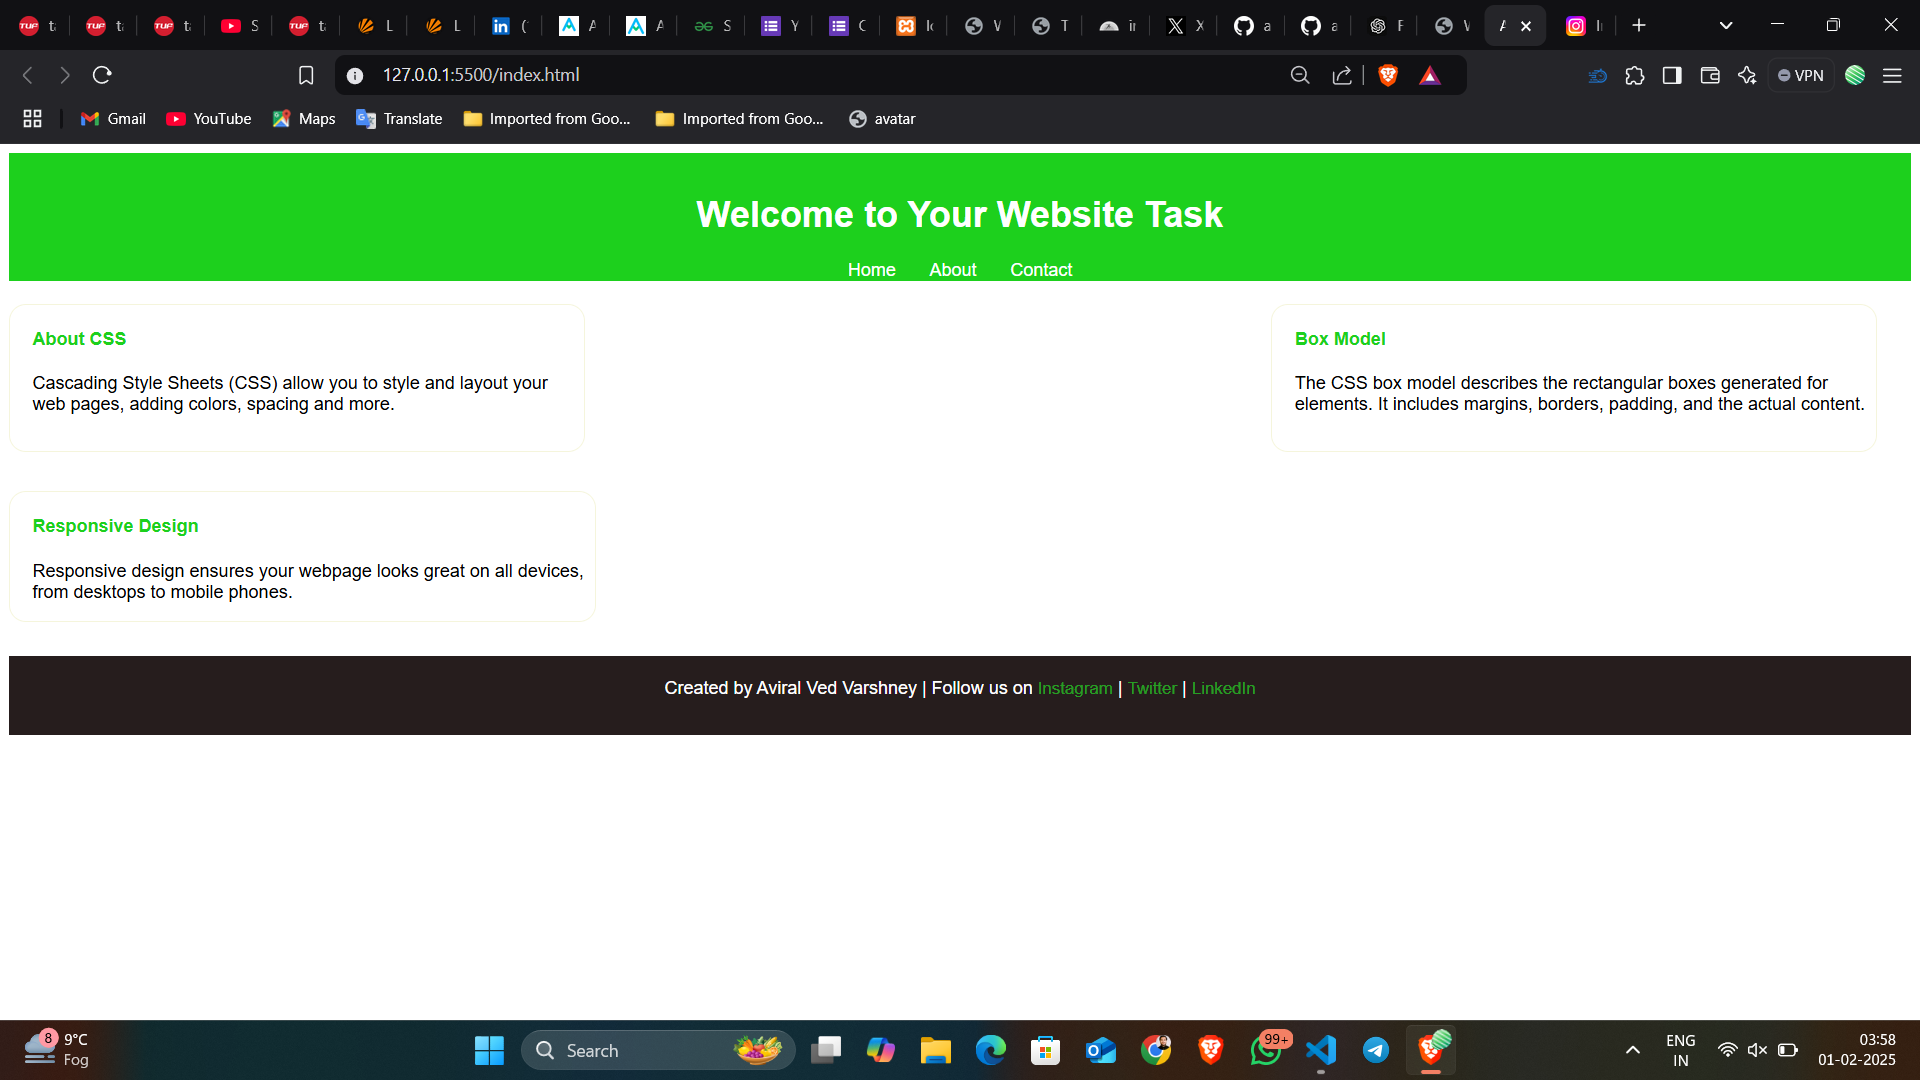 127.0.0.1:5500/index.html
VPN
Gmail
YouTube
Maps
Translate
Imported from Goo...
Imported from Goo...
avatar
Welcome to Your Website Task
Home
About
Contact
About CSS
Cascading Style Sheets (CSS) allow you to style and layout your
web pages, adding colors, spacing and more.
Box Model
The CSS box model describes the rectangular boxes generated for
elements. It includes margins, borders, padding, and the actual content.
Responsive Design
Responsive design ensures your webpage looks great on all devices,
from desktops to mobile phones.
Created by Aviral Ved Varshney | Follow us on Instagram | Twitter | LinkedIn
8
9°C
Fog
Search
99+
ENG
IN
03:58
01-02-2025